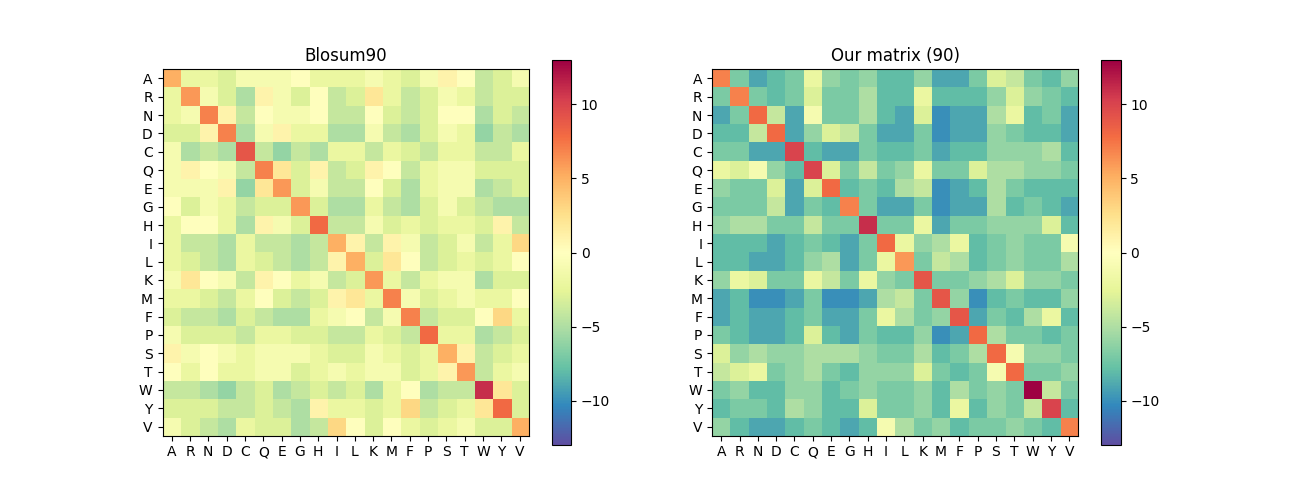 Blosum90
A
R
N
D
C
Q
E
G
H
I
L
K
M
F
P
S
T
W
Y
V
A R N D C Q E G H I L K M F P S T W Y V
10
5
0
−5
−10
Our matrix (90)
A
R
N
D
C
Q
E
G
H
I
L
K
M
F
P
S
T
W
Y
V
A R N D C Q E G H I L K M F P S T W Y V
10
5
0
−5
−10